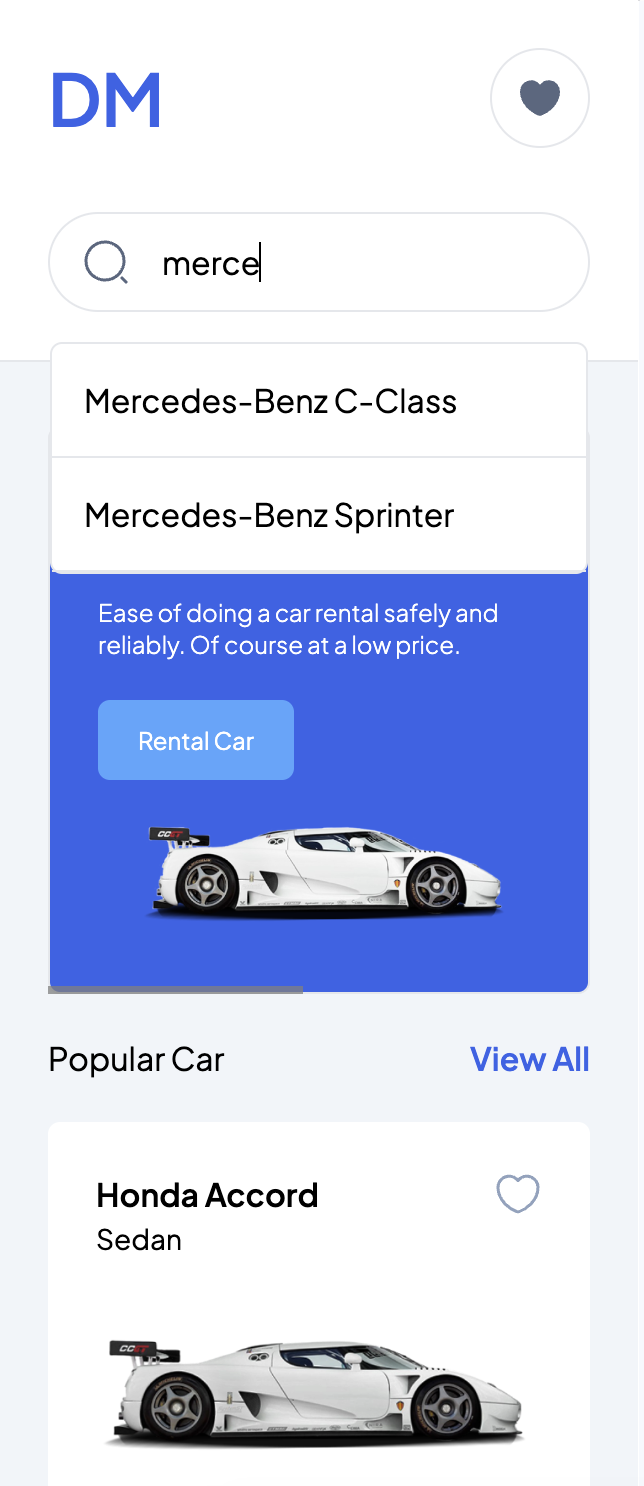 DM
merce
Mercedes-Benz C-Class
Mercedes-Benz Sprinter
Ease of doing a car rental safely and
reliably. Of course at a low price.
Rental Car
Popular Car
View All
Honda Accord
Sedan